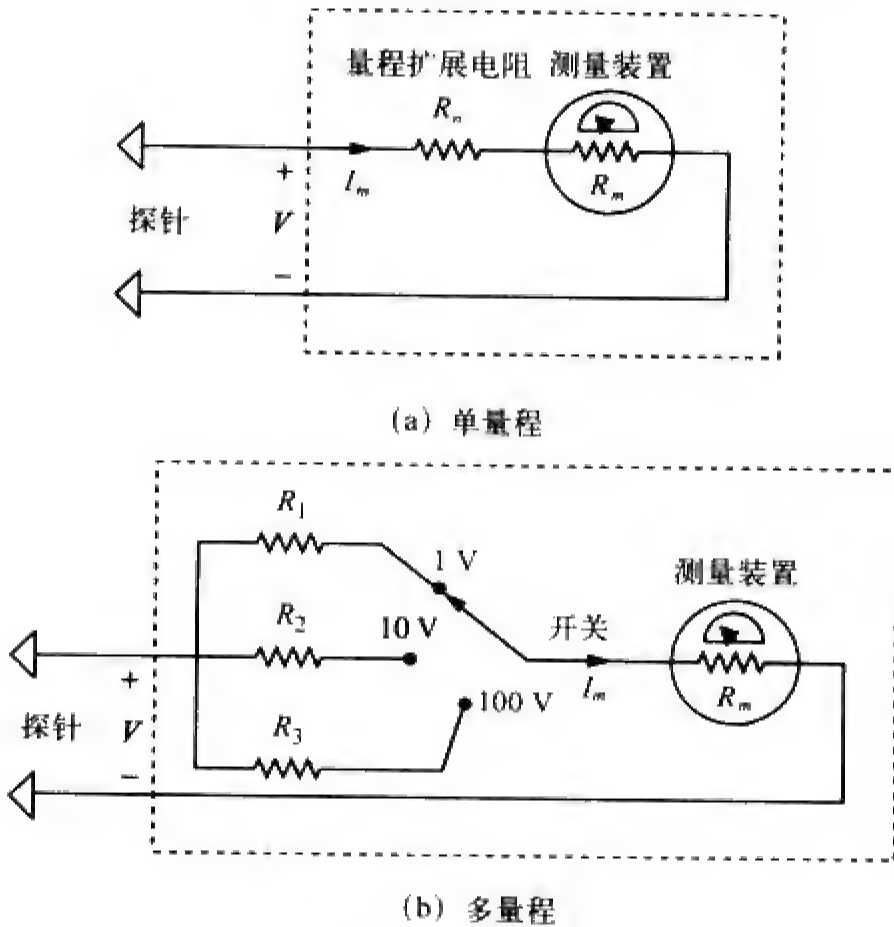 量程扩展电阻 测量装置
Rn
Im
Rm
+
探针 V
−
(a) 单量程
R1
1 V
测量装置
R2
10 V
开关
Im
Rm
+
100 V
探针 V
R3
−
(b) 多量程